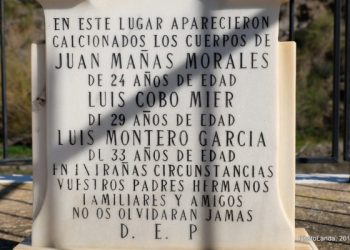 EN ESTE LUGAR APARECIERON
CALCIONADOS LOS CUERPOS DE
JUAN MAÑAS MORALES
DE 24 AÑOS DE EDAD
LUIS COBO MIER
DE 29 AÑOS DE EDAD
LUIS MONTERO GARCIA
DE 33 AÑOS DE EDAD
EN EXTRAÑAS CIRCUNSTANCIAS
VUESTROS PADRES HERMANOS
FAMILIARES Y AMIGOS
NO OS OLVIDARAN JAMAS
D. E. P